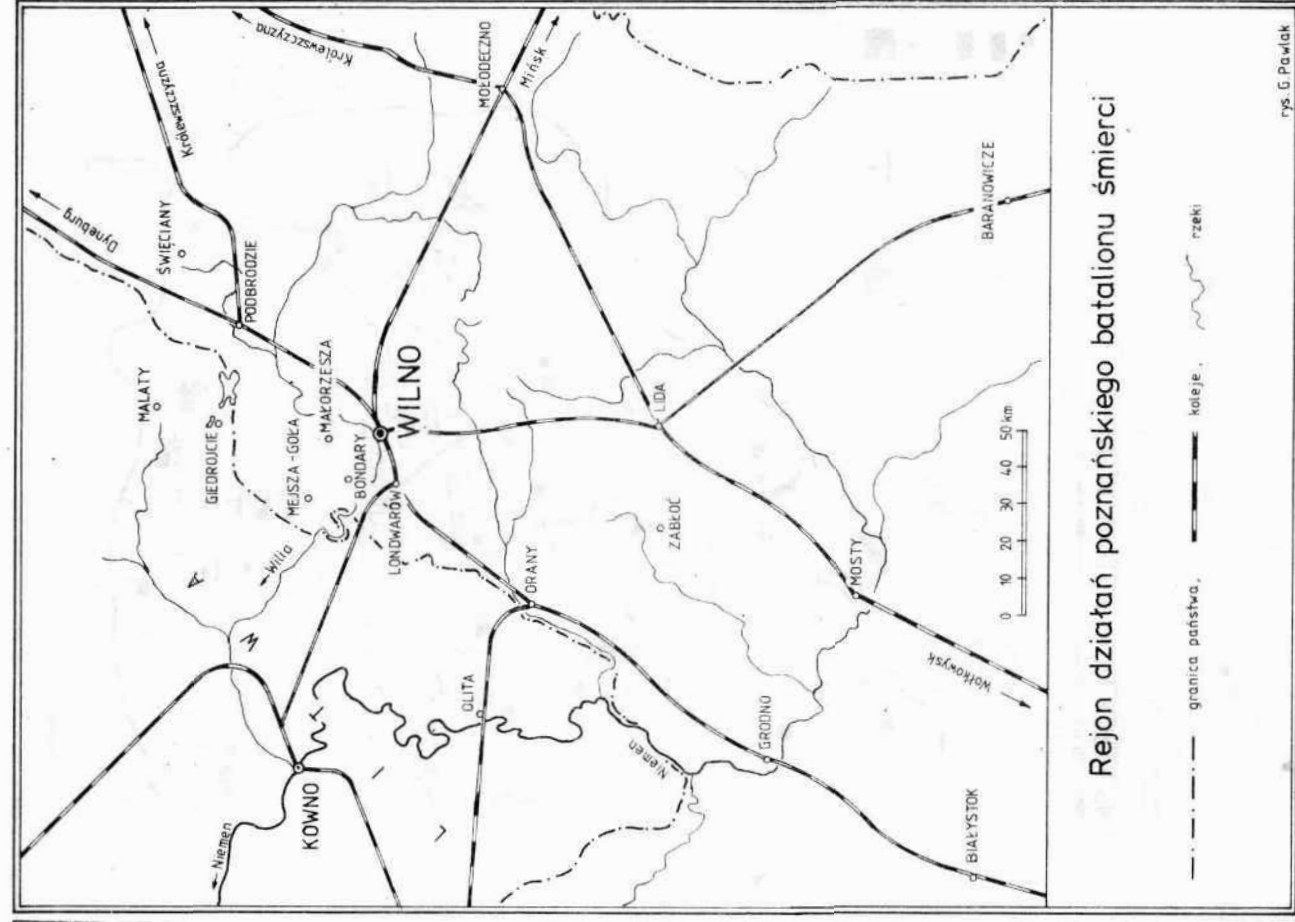 Królewszczyzna
Królewszczyzna
Dyneburg
ŚWIĘCIANY
PODBRODZIE
MOŁODECZNO
Mińsk
MALATY
GIEDROJCIE
MEJSZA-GOŁA
MAŁORZESZA
BONDARY
WILNO
LONDWARÓW
Wilia
KOWNO
Niemen
OLITA
ORANY
Niemen
GRODNO
BIAŁYSTOK
ZABŁOĆ
LIDA
MOSTY
Wołkowysk
BARANOWICZE
0 10 20 30 40 50 km
Rejon działań poznańskiego batalionu śmierci
granica państwa, koleje, rzeki
rys. G. Pawlak